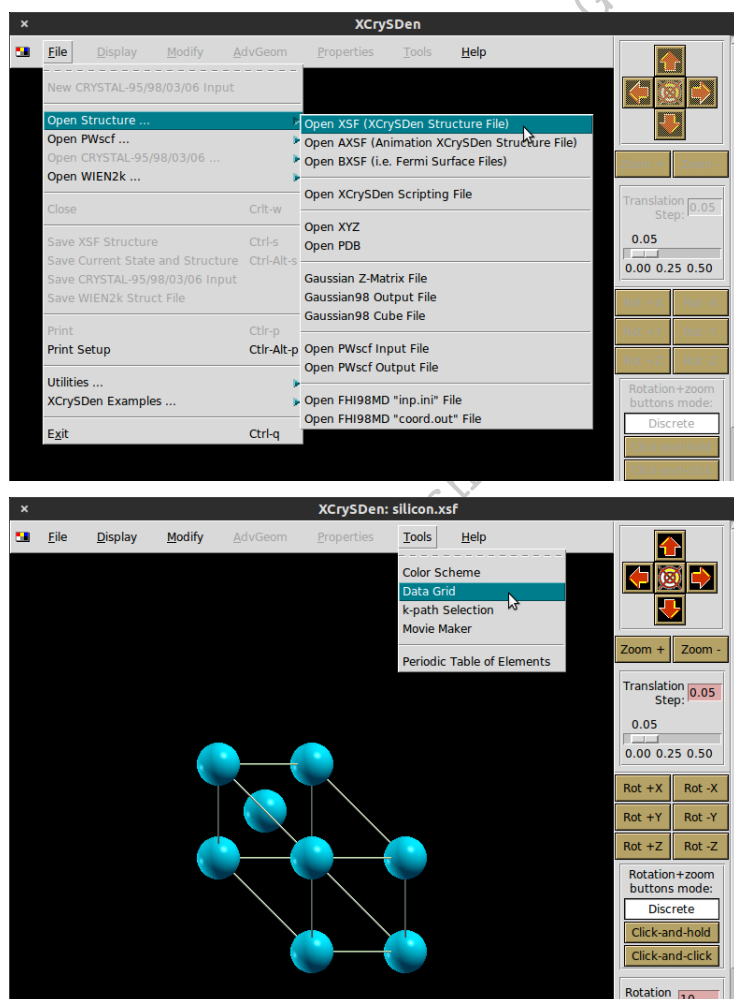 XCrySDen
File Display Modify AdvGeom Properties Tools Help
New CRYSTAL-95/98/03/06 Input
Open Structure ...
Open PWscf ...
Open CRYSTAL-95/98/03/06 ...
Open WIEN2k ...
Close Crlt-w
Save XSF Structure Ctrl-s
Save Current State and Structure Ctrl-Alt-s
Save CRYSTAL-95/98/03/06 Input
Save WIEN2k Struct File
Print Ctlr-p
Print Setup Ctlr-Alt-p
Utilities ...
XCrySDen Examples ...
Exit Ctrl-q
Open XSF (XCrySDen Structure File)
Open AXSF (Animation XCrySDen Structure File)
Open BXSF (i.e. Fermi Surface Files)
Open XCrySDen Scripting File
Open XYZ
Open PDB
Gaussian Z-Matrix File
Gaussian98 Output File
Gaussian98 Cube File
Open PWscf Input File
Open PWscf Output File
Open FHI98MD "inp.ini" File
Open FHI98MD "coord.out" File
Translation
Step: 0.05
0.05
0.00 0.25 0.50
Rotation+zoom
buttons mode:
Discrete
XCrySDen: silicon.xsf
File Display Modify AdvGeom Properties Tools Help
Color Scheme
Data Grid
k-path Selection
Movie Maker
Periodic Table of Elements
Zoom + Zoom -
Translation
Step: 0.05
0.05
0.00 0.25 0.50
Rot +X Rot -X
Rot +Y Rot -Y
Rot +Z Rot -Z
Rotation+zoom
buttons mode:
Discrete
Click-and-hold
Click-and-click
Rotation